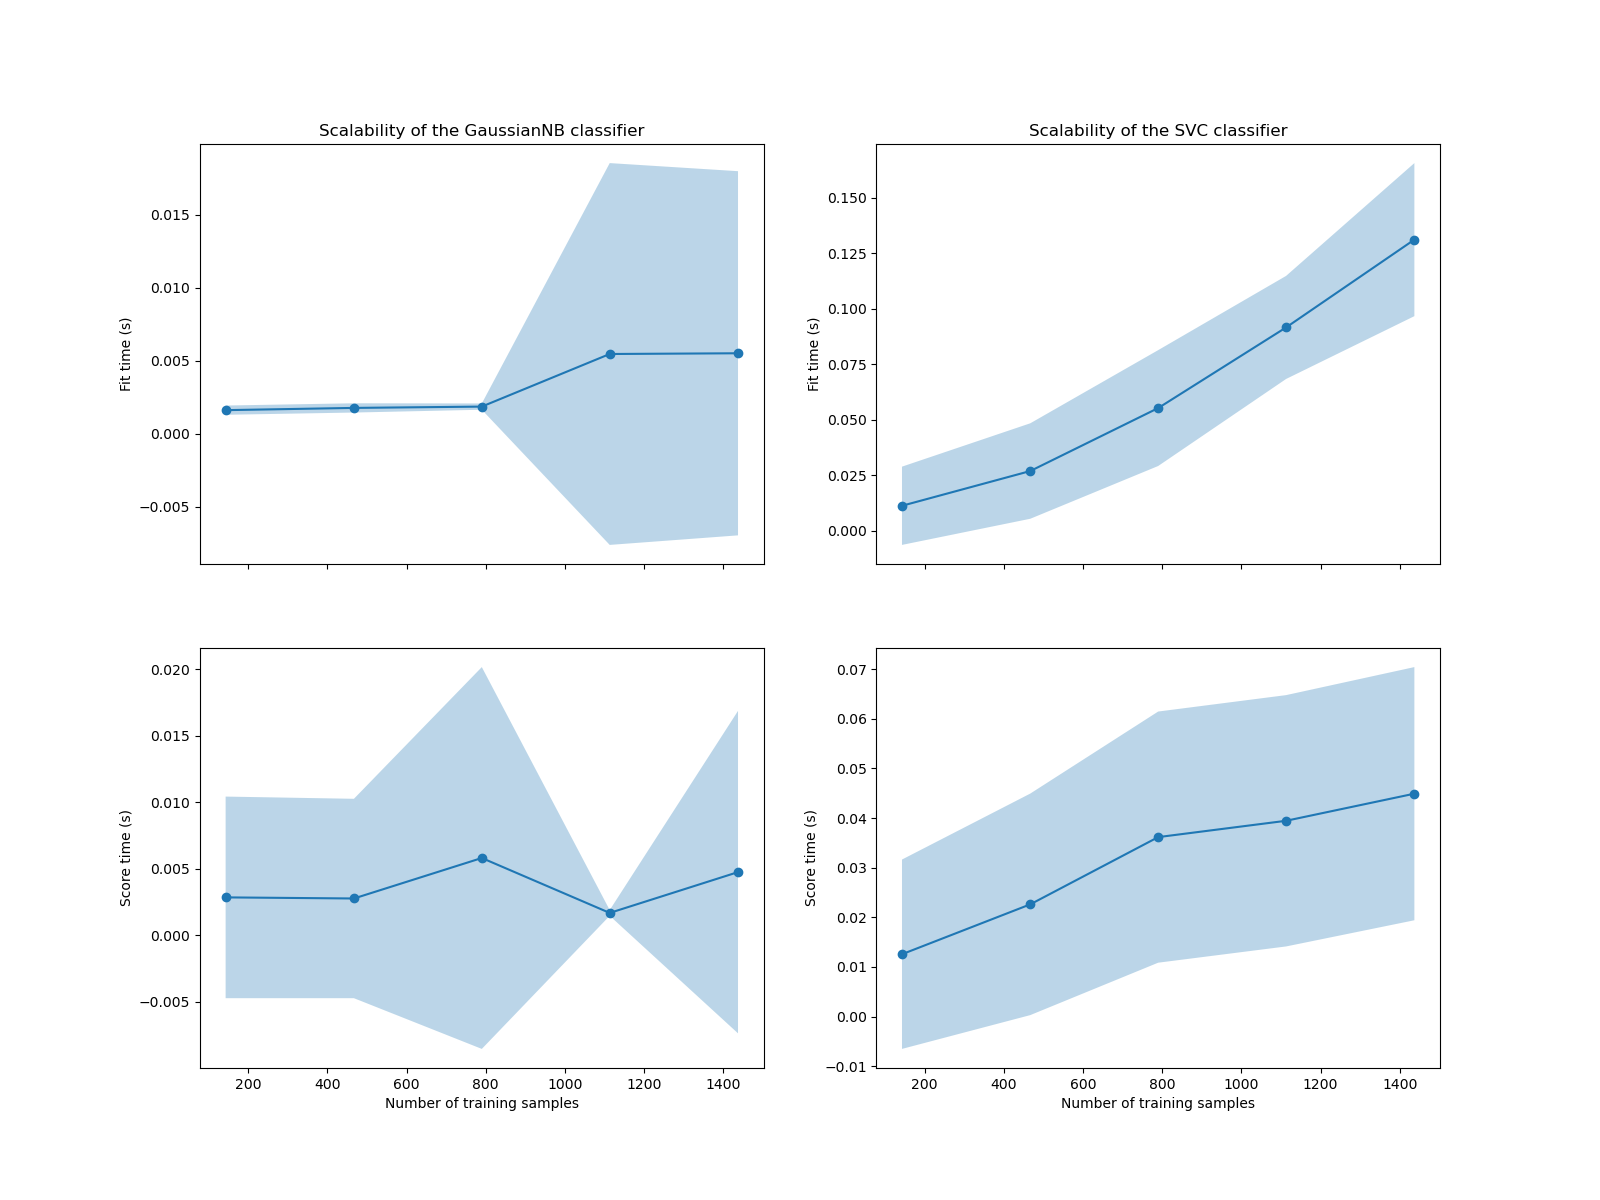 Scalability of the GaussianNB classifier
Fit time (s)
0.015
0.010
0.005
0.000
−0.005
Scalability of the SVC classifier
Fit time (s)
0.150
0.125
0.100
0.075
0.050
0.025
0.000
Score time (s)
0.020
0.015
0.010
0.005
0.000
−0.005
200 400 600 800 1000 1200 1400
Number of training samples
Score time (s)
0.07
0.06
0.05
0.04
0.03
0.02
0.01
0.00
−0.01
200 400 600 800 1000 1200 1400
Number of training samples